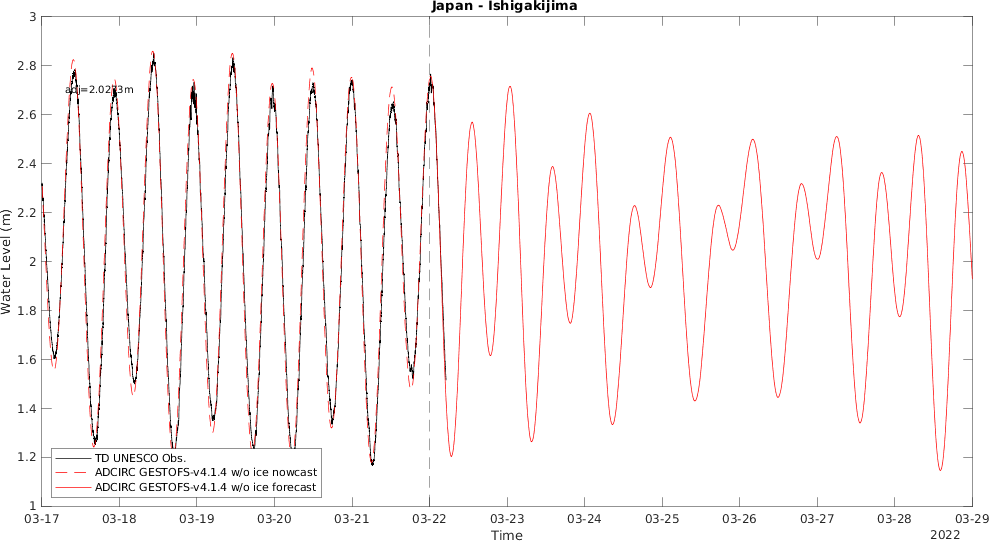 Japan - Ishigakijima
3
2.8
2.6
2.4
2.2
2
1.8
1.6
1.4
1.2
1
Water Level (m)
TD UNESCO Obs.
ADCIRC GESTOFS-v4.1.4 w/o ice nowcast
ADCIRC GESTOFS-v4.1.4 w/o ice forecast
03-17 03-18 03-19 03-20 03-21 03-22 03-23 03-24 03-25 03-26 03-27 03-28 03-29
Time
2022